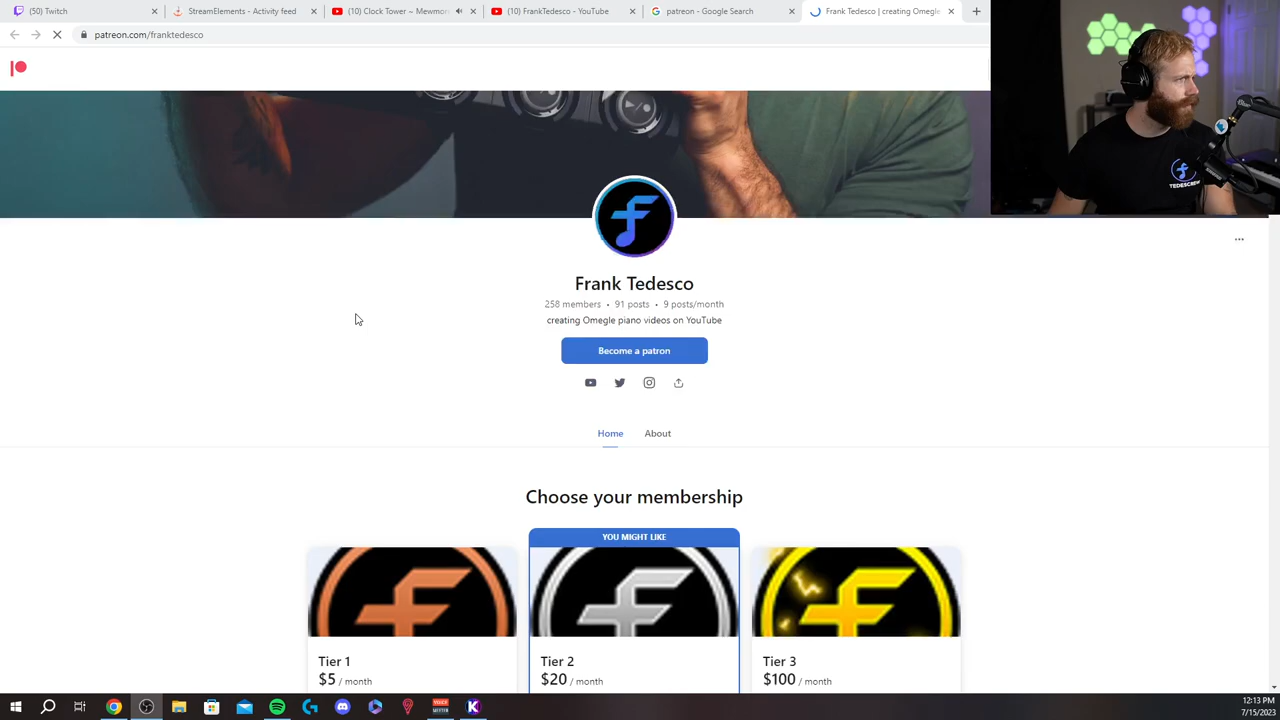 (50) Twitch
StreamElements - Activity feed
(10) Clock Tower – Mewmore
(10) FrankTedesco - YouTube
patreon - Google Search
Frank Tedesco | creating Omegle
patreon.com/franktedesco
TEDESCREW
Frank Tedesco
258 members • 91 posts • 9 posts/month
creating Omegle piano videos on YouTube
Become a patron
Home About
Choose your membership
YOU MIGHT LIKE
Tier 1
$5 / month
Tier 2
$20 / month
Tier 3
$100 / month
12:13 PM
7/15/2023